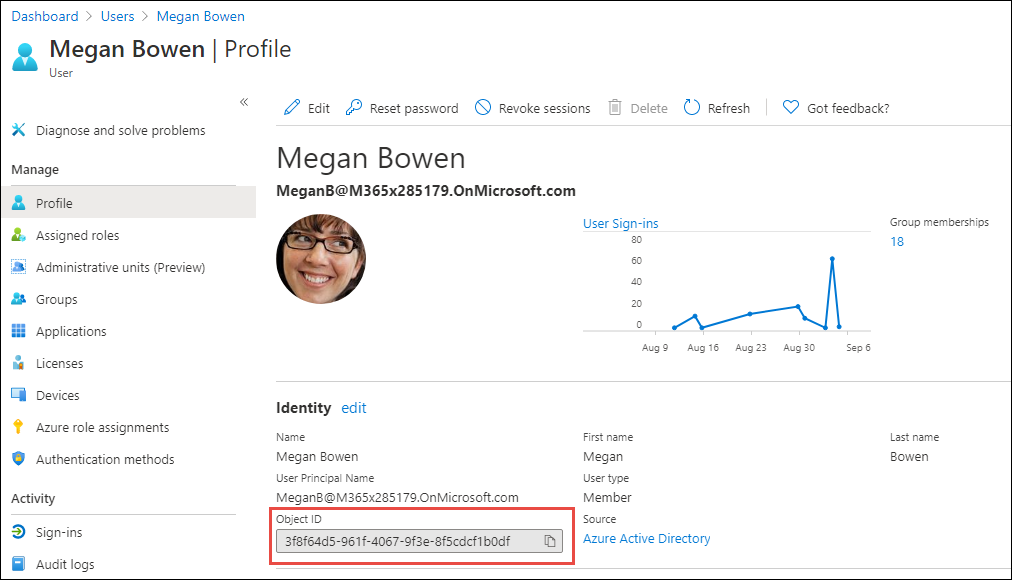 Dashboard > Users > Megan Bowen
Megan Bowen | Profile
User
«
Diagnose and solve problems
Manage
Profile
Assigned roles
Administrative units (Preview)
Groups
Applications
Licenses
Devices
Azure role assignments
Authentication methods
Activity
Sign-ins
Audit logs
Edit Reset password Revoke sessions Delete Refresh Got feedback?
Megan Bowen
MeganB@M365x285179.OnMicrosoft.com
User Sign-ins
80
60
40
20
0
Aug 9 Aug 16 Aug 23 Aug 30 Sep 6
Group memberships
18
Identity edit
Name
Megan Bowen
First name
Megan
Last name
Bowen
User Principal Name
MeganB@M365x285179.OnMicrosoft.com
User type
Member
Object ID
3f8f64d5-961f-4067-9f3e-8f5cdcf1b0df
Source
Azure Active Directory